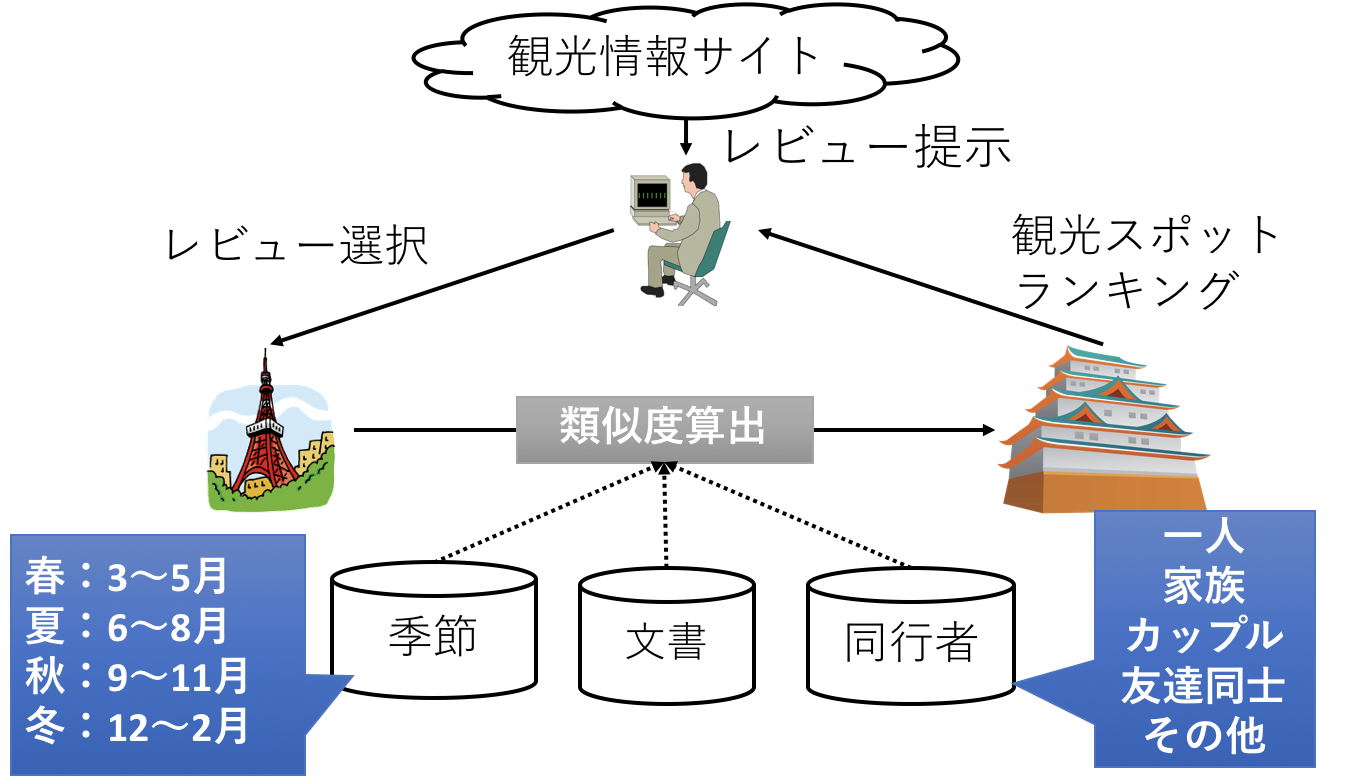 観光情報サイト
レビュー提示
レビュー選択
観光スポット
ランキング
類似度算出
季節
文書
同行者
春：3～5月
夏：6～8月
秋：9～11月
冬：12～2月
一人
家族
カップル
友達同士
その他